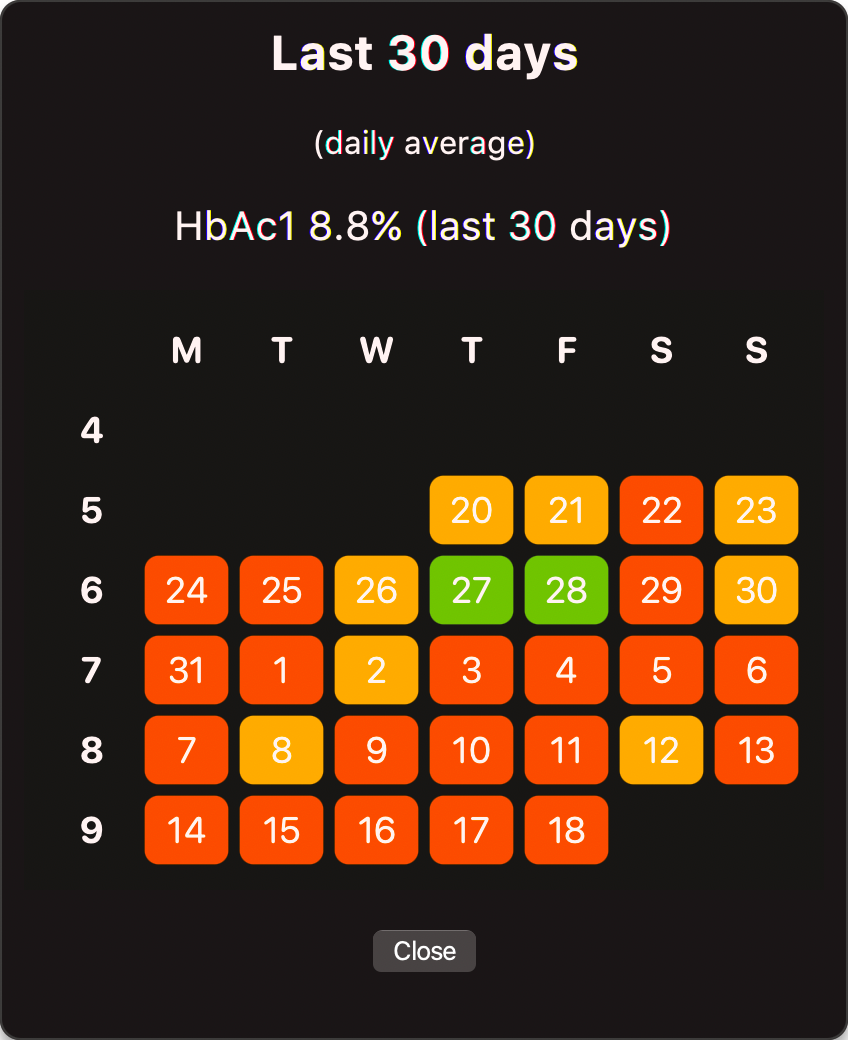 Last 30 days
(daily average)
HbAc1 8.8% (last 30 days)
M T W T F S S
4
5 20 21 22 23
6 24 25 26 27 28 29 30
7 31 1 2 3 4 5 6
8 7 8 9 10 11 12 13
9 14 15 16 17 18
Close